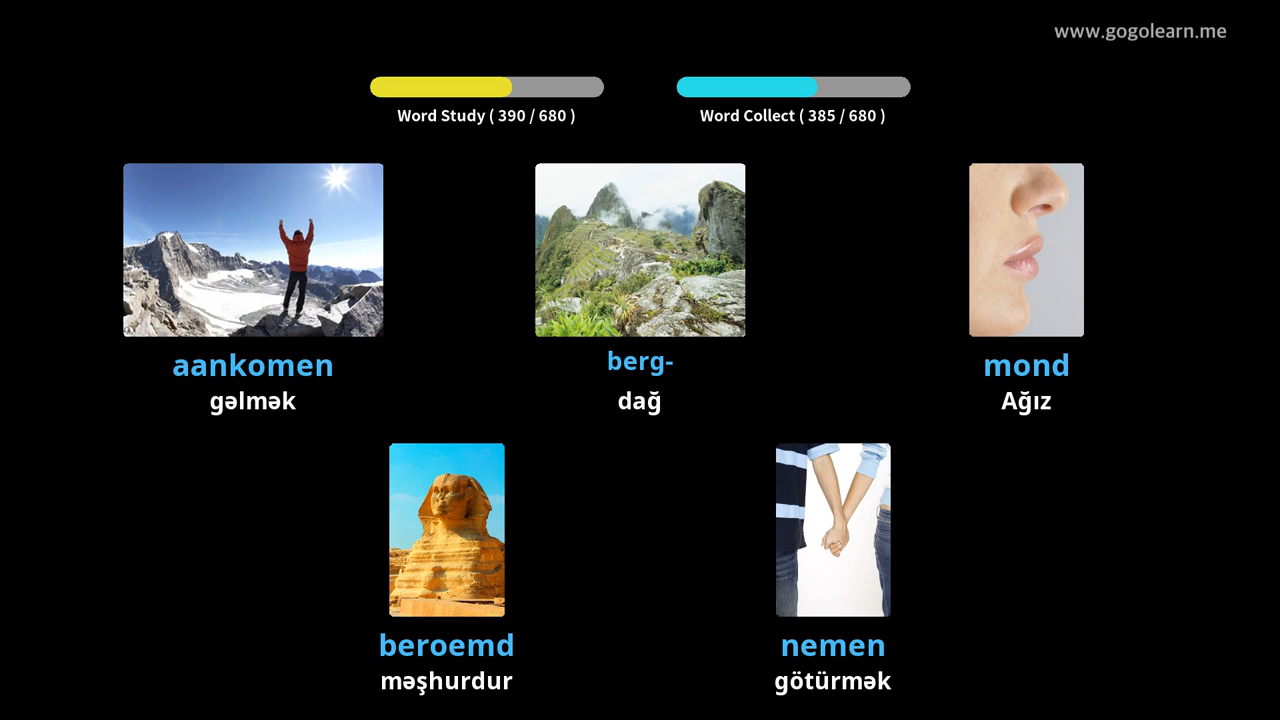 www.gogolearn.me
Word Study ( 390 / 680 )
Word Collect ( 385 / 680 )
aankomen
gəlmək
berg-
dağ
mond
Ağız
beroemd
məşhurdur
nemen
götürmək